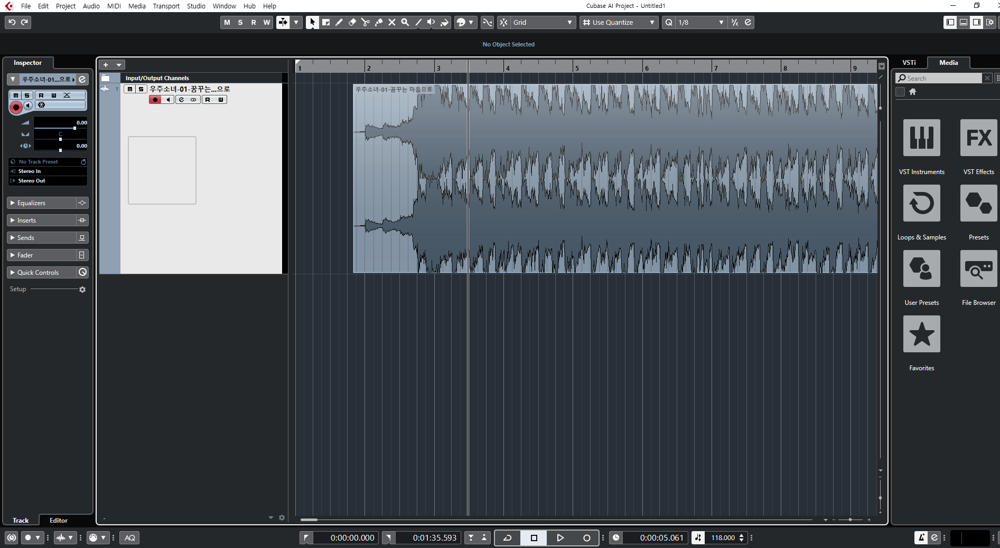 File Edit Project Audio MIDI Media Transport Studio Window Hub Help
Cubase AI Project - Untitled1
M S R W
Grid
Use Quantize
Q 1/8
No Object Selected
Inspector
VSTi
Media
1 2 3 4 5 6 7 8 9
우주소녀-01...으로
Input/Output Channels
Search
M S R W
1 M S 우주소녀-01-꿈꾸는...으로
R W
우주소녀-01-꿈꾸는 마음으로
0.00
C
0.00
No Track Preset
Stereo In
Stereo Out
FX
VST Instruments
VST Effects
Equalizers
Inserts
Sends
Fader
Quick Controls
Setup
Loops & Samples
Presets
User Presets
File Browser
Favorites
Track
Editor
AQ
0:00:00.000
0:01:35.593
0:00:05.061
118.000